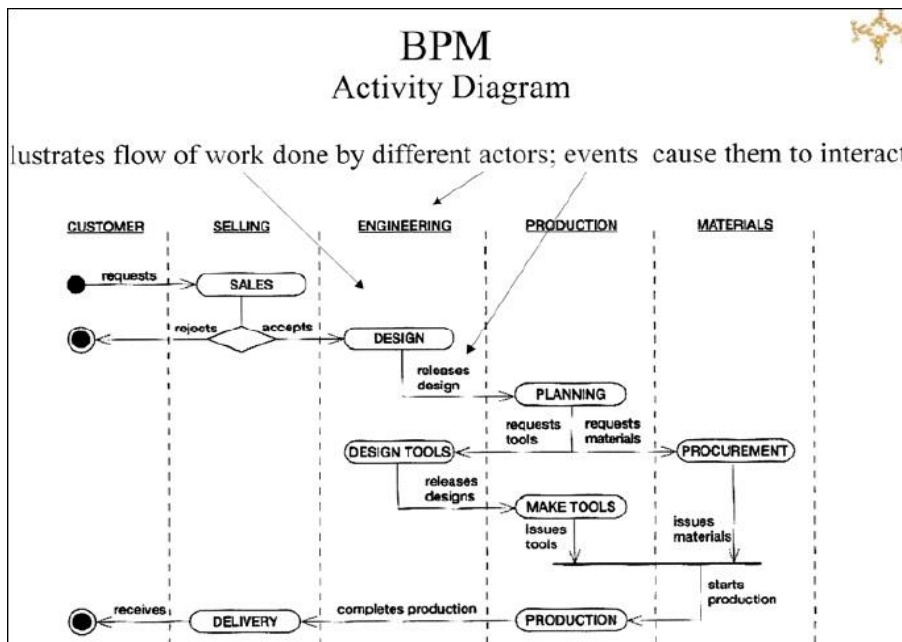 BPM
Activity Diagram
lustrates flow of work done by different actors; events cause them to interact
CUSTOMER SELLING ENGINEERING PRODUCTION MATERIALS
requests
SALES
rejects accepts
DESIGN
releases
design
PLANNING
requests
tools
requests
materials
DESIGN TOOLS
PROCUREMENT
releases
designs
MAKE TOOLS
issues
tools
issues
materials
starts
production
receives
DELIVERY
completes production
PRODUCTION